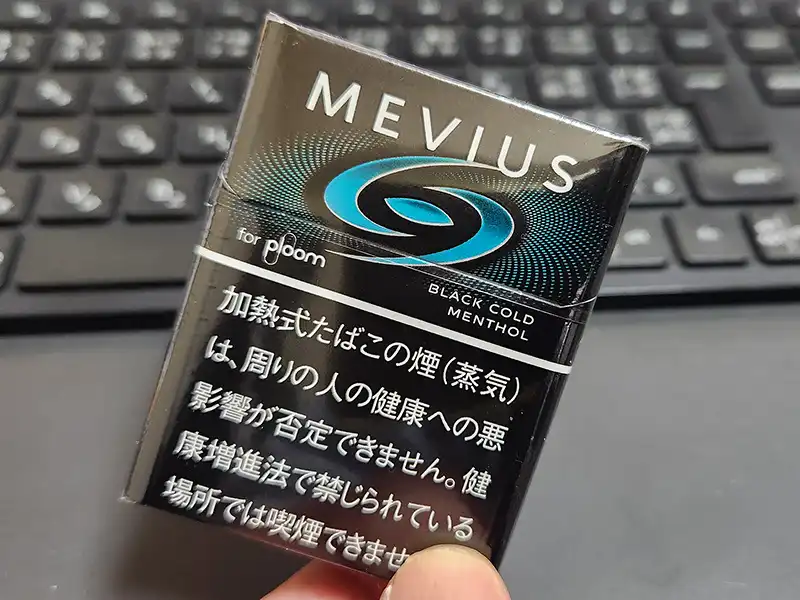 MEVIUS
for ploom
BLACK COLD
MENTHOL
加熱式たばこの煙(蒸気)
は、周りの人の健康への悪
影響が否定できません。健
康増進法で禁じられている
場所では喫煙できませ